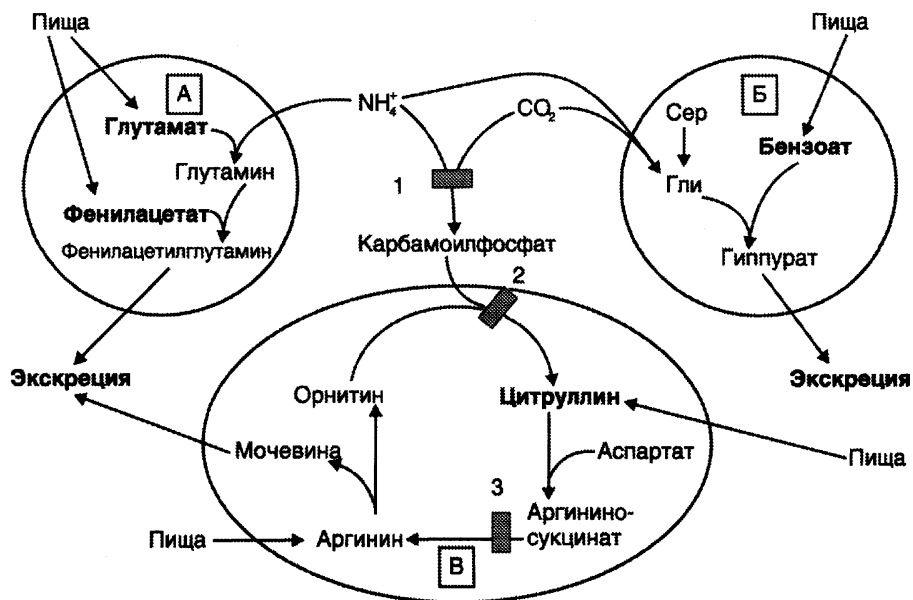 Пища
Пища
А
Б
NH₄⁺
CO₂
Сер
Глутамат
Бензоат
Глутамин
1
Гли
Фенилацетат
Карбамоилфосфат
Фенилацетилглутамин
Гиппурат
2
Экскреция
Экскреция
Орнитин
Цитруллин
Мочевина
Аспартат
Пища
3
Аргинино-
сукцинат
Пища
Аргинин
В